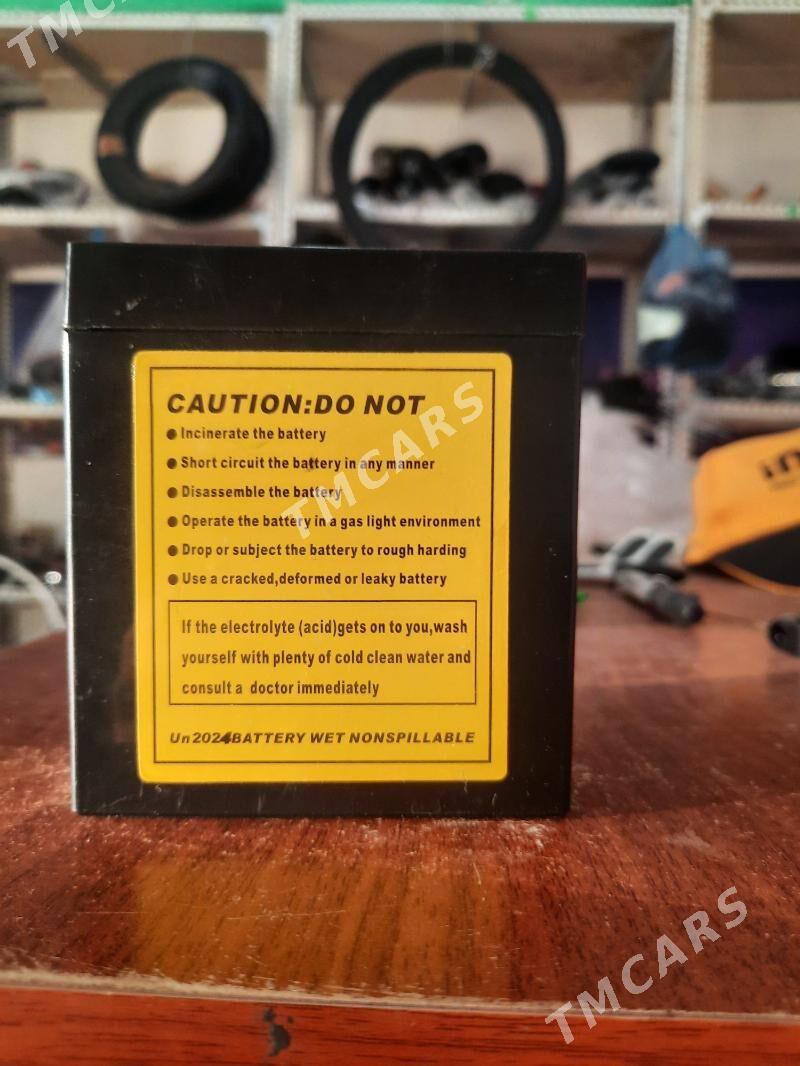 TMCARS
CAUTION:DO NOT
● Incinerate the battery
● Short circuit the battery in any manner
● Disassemble the battery
● Operate the battery in a gas light environment
● Drop or subject the battery to rough harding
● Use a cracked,deformed or leaky battery
If the electrolyte (acid)gets on to you,wash
yourself with plenty of cold clean water and
consult a doctor immediately
Un2024BATTERY WET NONSPILLABLE
TMCARS
TMCARS